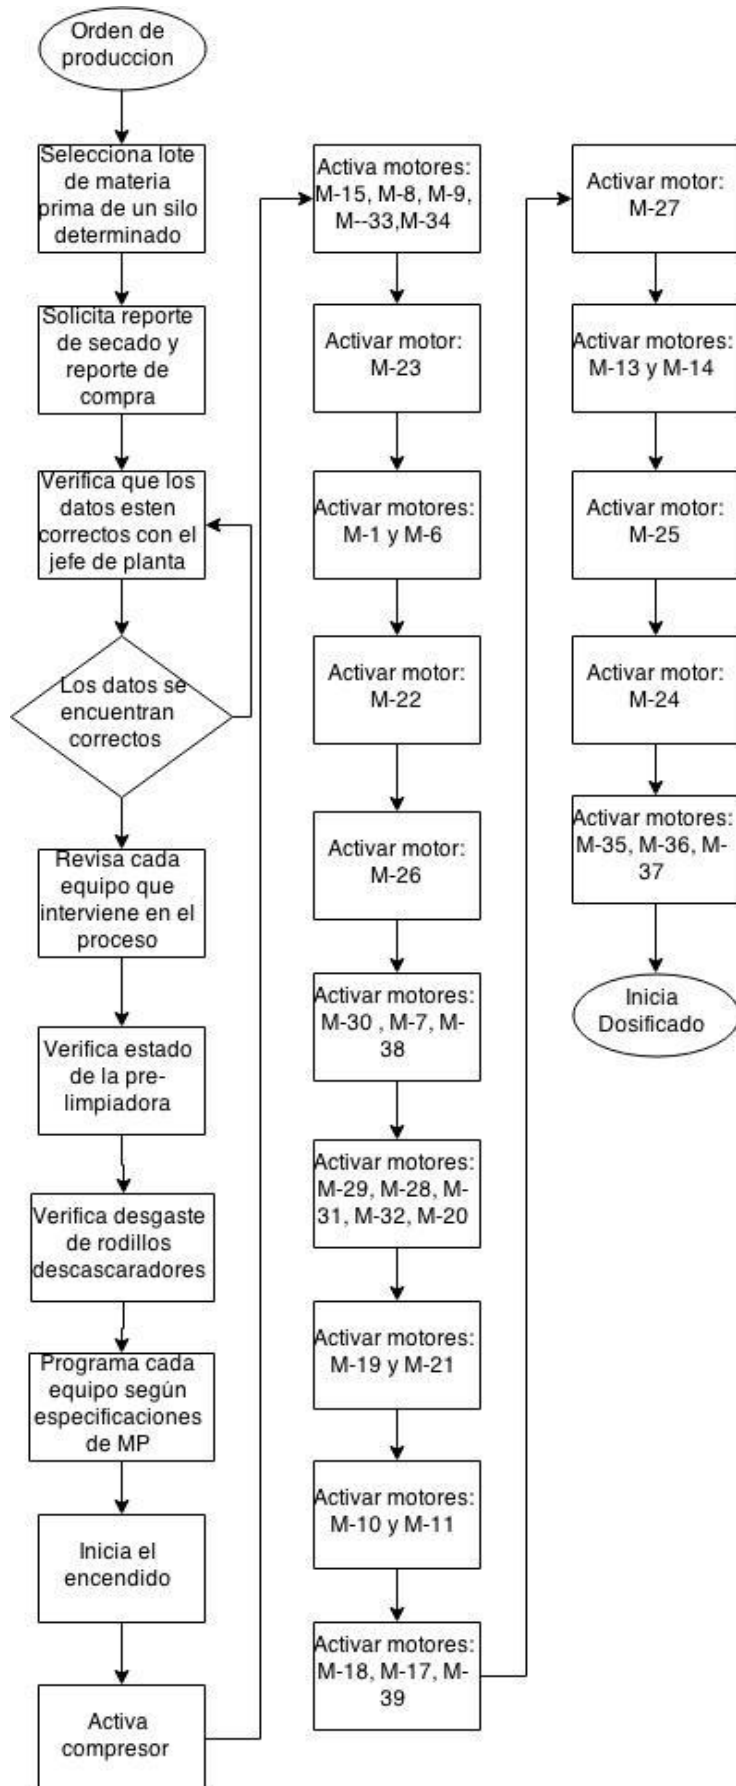 Orden de
produccion
Selecciona lote
de materia
prima de un silo
determinado
Solicita reporte
de secado y
reporte de
compra
Verifica que los
datos esten
correctos con el
jefe de planta
Los datos se
encuentran
correctos
Revisa cada
equipo que
interviene en el
proceso
Verifica estado
de la pre-
limpiadora
Verifica desgaste
de rodillos
descascaradores
Programa cada
equipo según
especificaciones
de MP
Inicia el
encendido
Activa
compresor
Activa motores:
M-15, M-8, M-9,
M--33,M-34
Activar motor:
M-23
Activar motores:
M-1 y M-6
Activar motor:
M-22
Activar motor:
M-26
Activar motores:
M-30 , M-7, M-
38
Activar motores:
M-29, M-28, M-
31, M-32, M-20
Activar motores:
M-19 y M-21
Activar motores:
M-10 y M-11
Activar motores:
M-18, M-17, M-
39
Activar motor:
M-27
Activar motores:
M-13 y M-14
Activar motor:
M-25
Activar motor:
M-24
Activar motores:
M-35, M-36, M-
37
Inicia
Dosificado